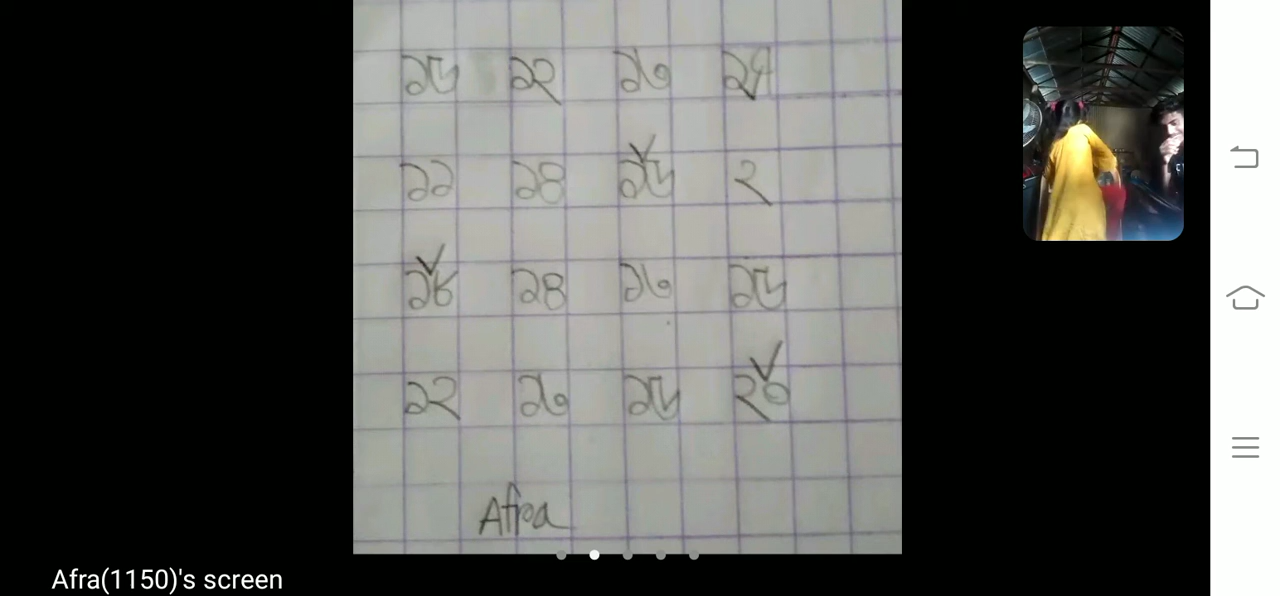 ১৫ ১২ ১৬ ১৭
১১ ১৪ ১৫ ২
১৮ ১৪ ১৬ ১৫
১২ ১৬ ১৫ ২০
Afroa
Afra(1150)'s screen